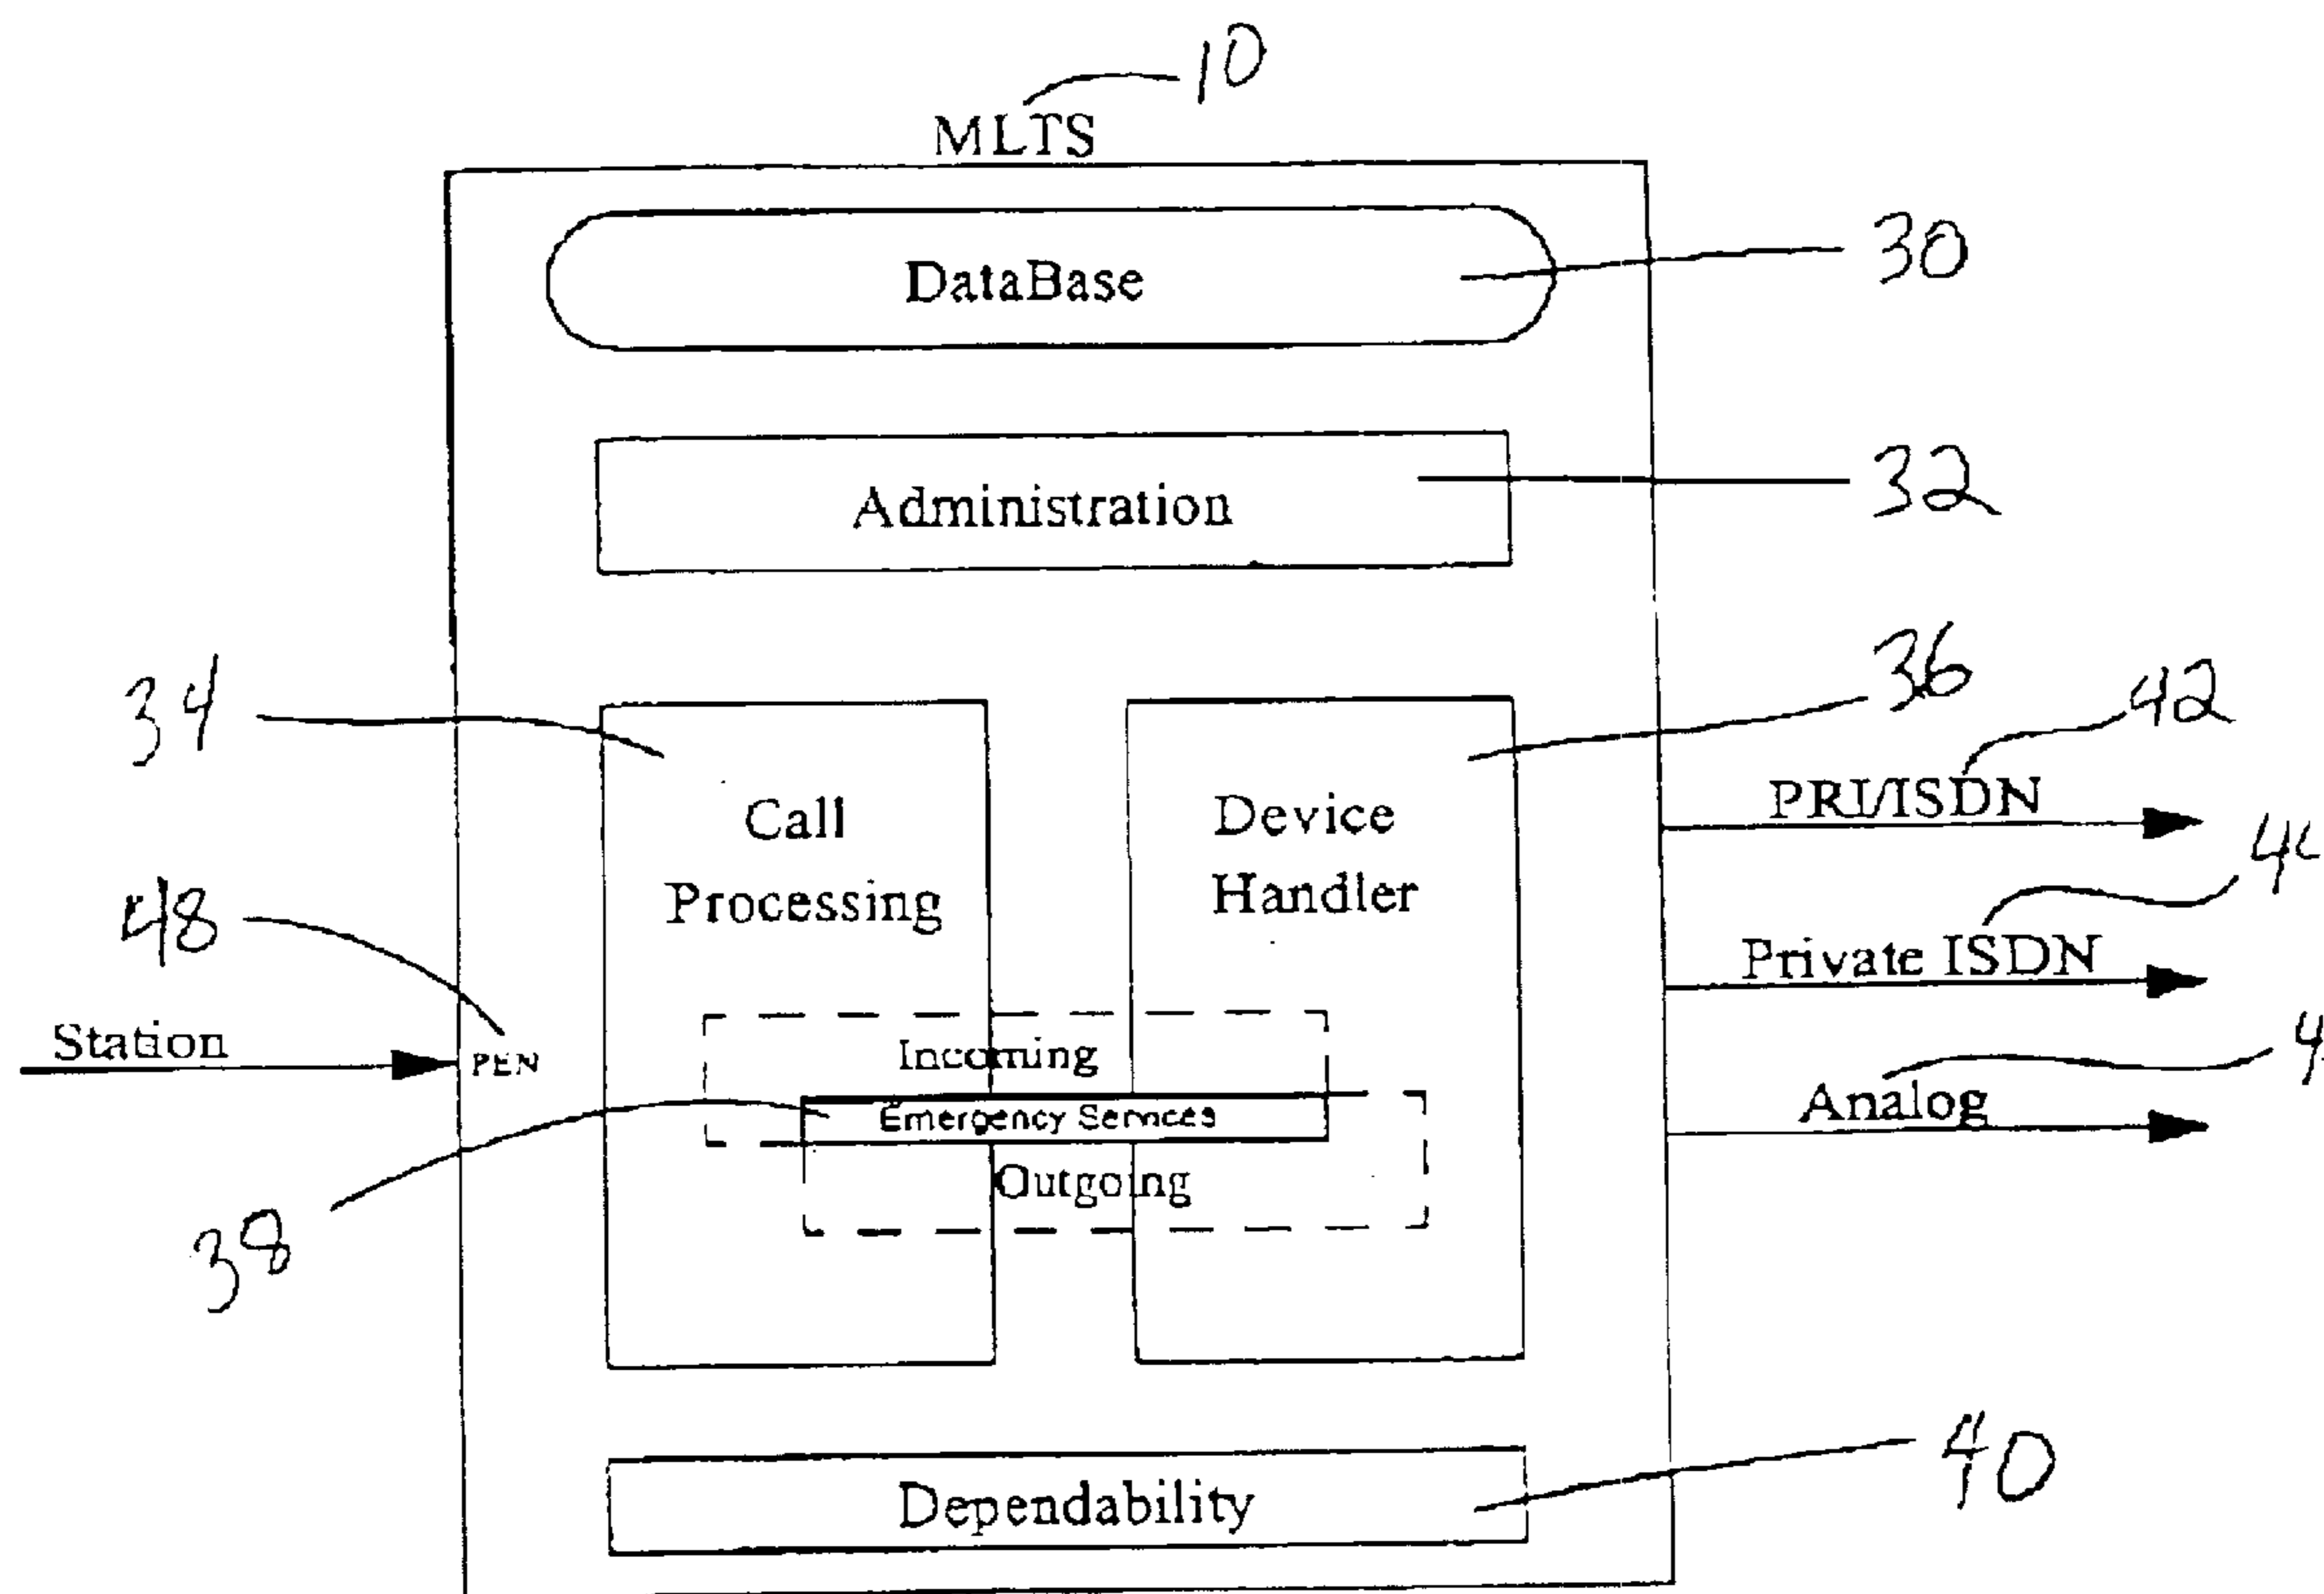 10
MLTS
DataBase
30
Administration
32
34
36
42
Call
Processing
Device
Handler
PRI/ISDN
48
Private ISDN
Station
PEN
Incoming
Emergency Services
Analog
Outgoing
38
Dependability
40